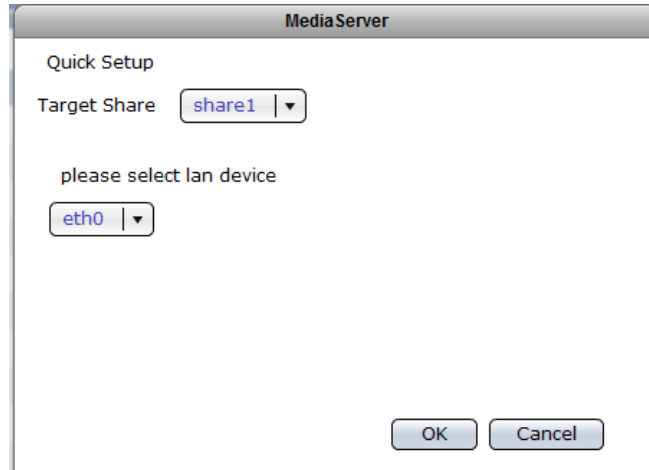 MediaServer
Quick Setup
Target Share share1
please select lan device
eth0
OK Cancel